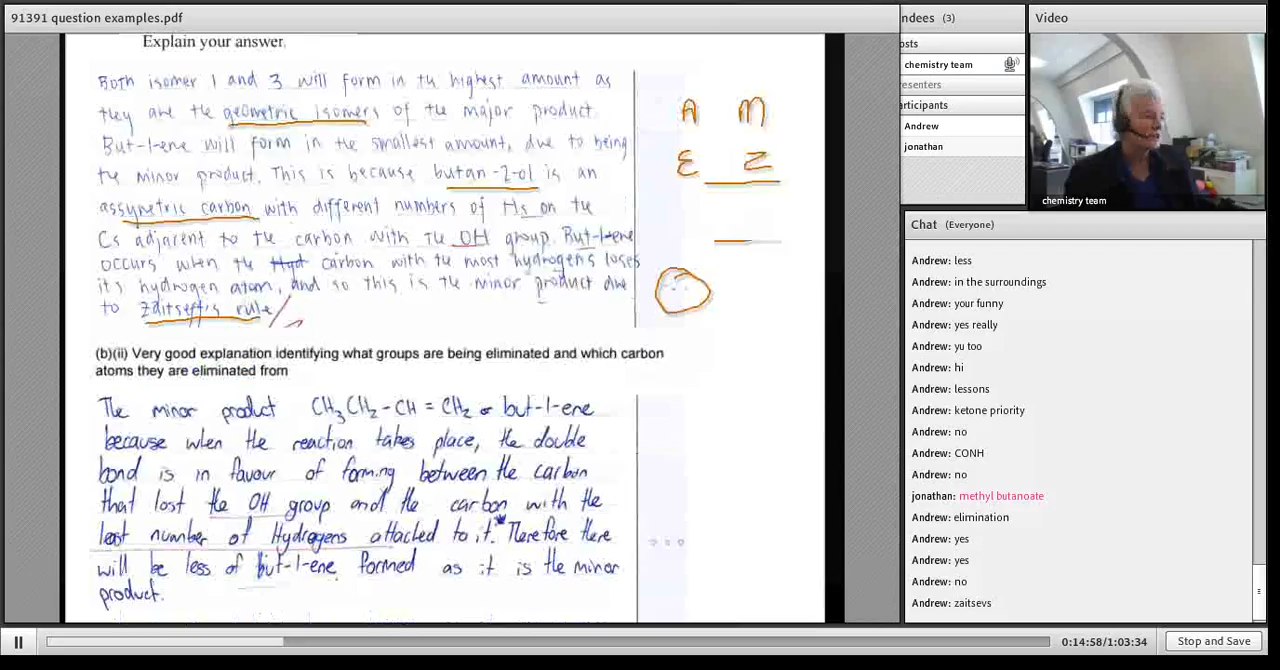 91391 question examples.pdf
Explain your answer
Both isomer 1 and 3 will form in the highest amount as
they are the geometric isomers of the major product.
But-1-ene will form in the smallest amount, due to being
the minor product. This is because butan-2-ol is an
assymetric carbon with different numbers of Hs on the
Cs adjacent to the carbon with the OH group. But-1-ene
occurs when the carbon with the most hydrogens loses
it's hydrogen atom, and so this is the minor product due
to Zaitseff's rule
A M
E Z
(b)(ii) Very good explanation identifying what groups are being eliminated and which carbon
atoms they are eliminated from
The minor product CH3CH2-CH=CH2 or but-1-ene
because when the reaction takes place, the double
bond is in favour of forming between the carbon
that lost the OH group and the carbon with the
least number of Hydrogens attached to it.* Therefore there
will be less of but-1-ene formed as it is the minor
product.
ndees (3)
osts
chemistry team
resenters
articipants
Andrew
jonathan
Video
chemistry team
Chat (Everyone)
Andrew: less
Andrew: in the surroundings
Andrew: your funny
Andrew: yes really
Andrew: yu too
Andrew: hi
Andrew: lessons
Andrew: ketone priority
Andrew: no
Andrew: CONH
Andrew: no
jonathan: methyl butanoate
Andrew: elimination
Andrew: yes
Andrew: yes
Andrew: no
Andrew: zaitsevs
0:14:58/1:03:34
Stop and Save